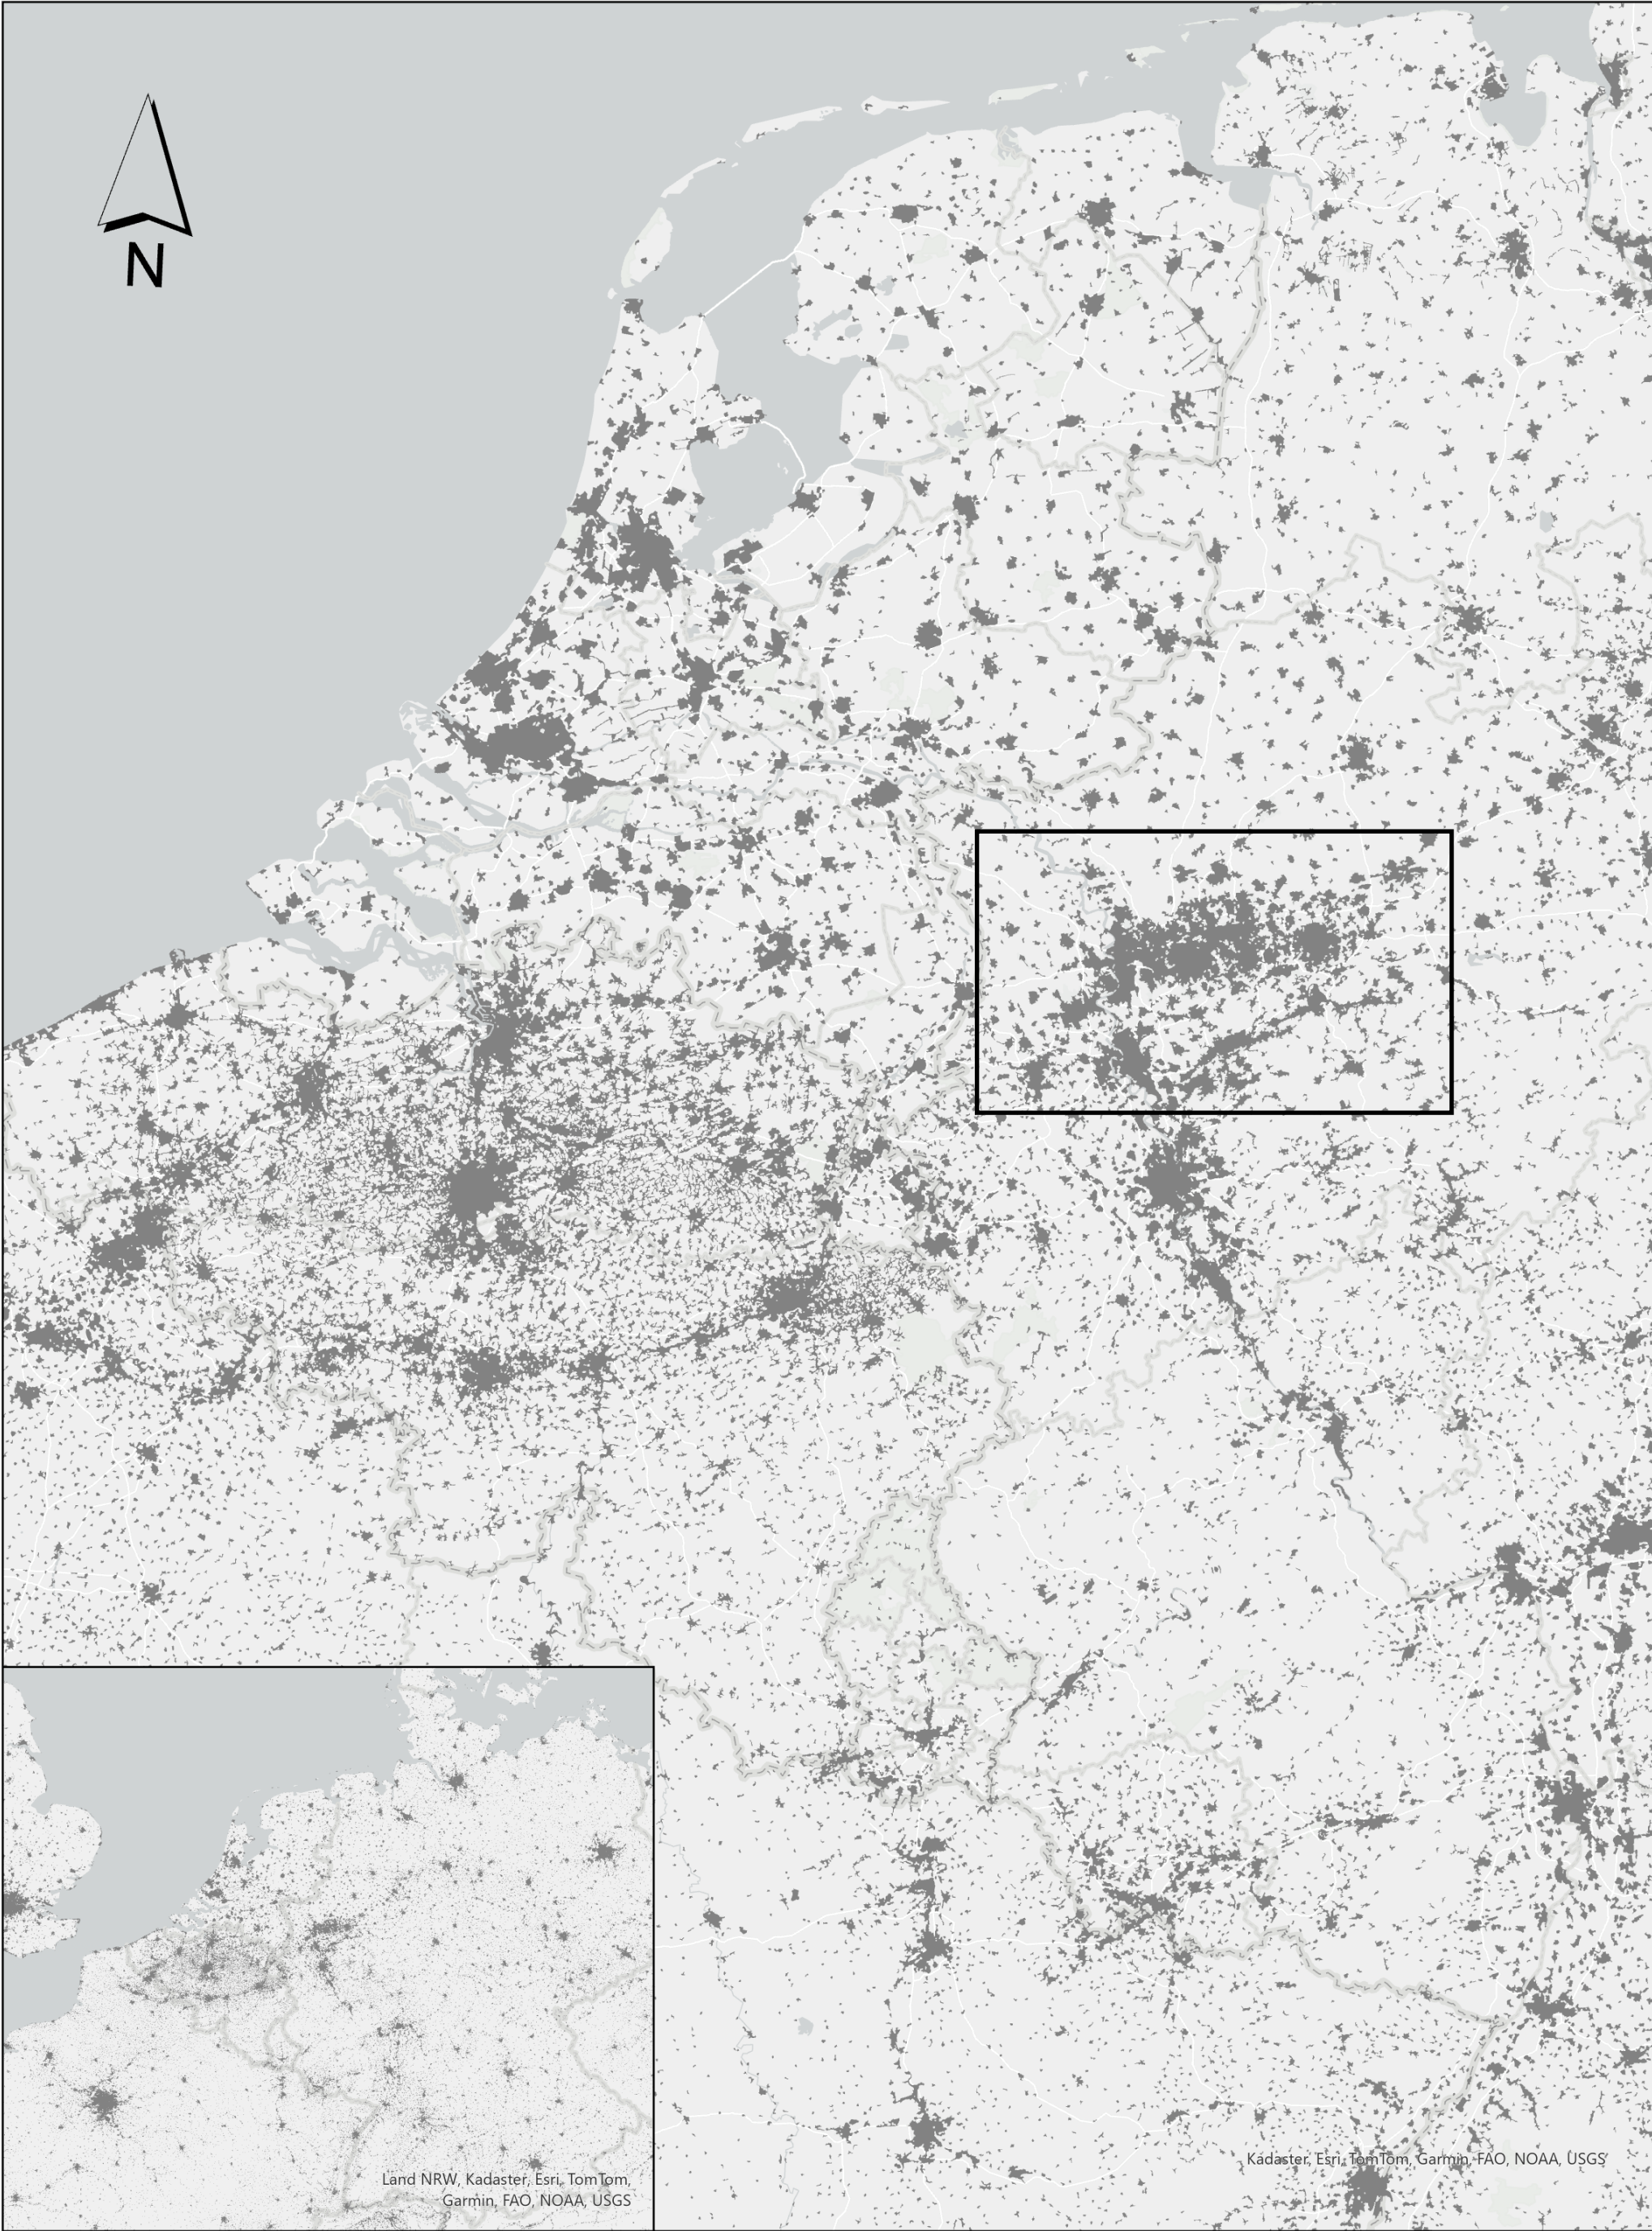 N
Land NRW, Kadaster, Esri, TomTom,
Garmin, FAO, NOAA, USGS
Kadaster, Esri, TomTom, Garmin, FAO, NOAA, USGS